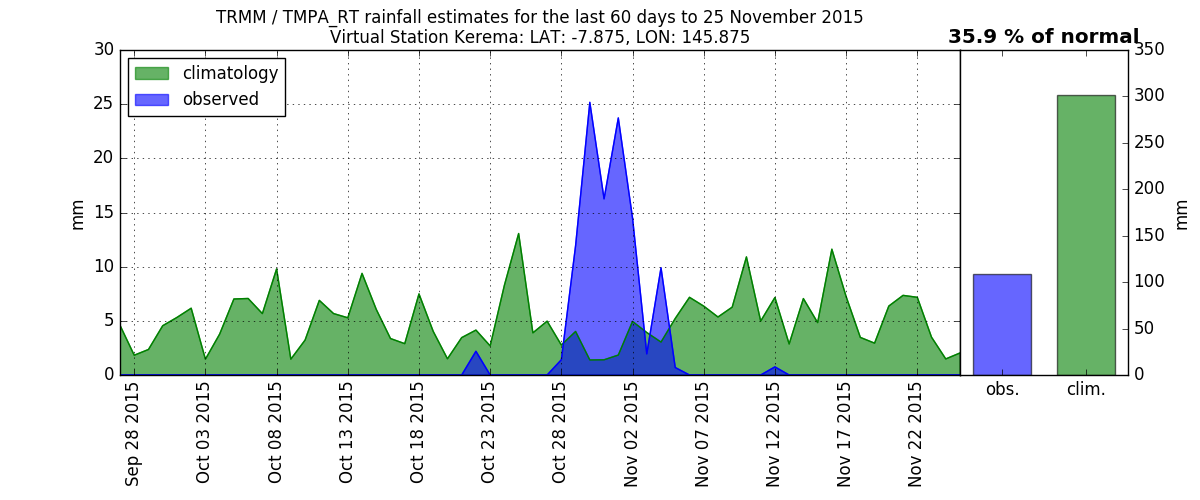 TRMM / TMPA_RT rainfall estimates for the last 60 days to 25 November 2015
Virtual Station Kerema: LAT: -7.875, LON: 145.875
35.9 % of normal
climatology
observed
mm
30
25
20
15
10
5
0
Sep 28 2015
Oct 03 2015
Oct 08 2015
Oct 13 2015
Oct 18 2015
Oct 23 2015
Oct 28 2015
Nov 02 2015
Nov 07 2015
Nov 12 2015
Nov 17 2015
Nov 22 2015
350
300
250
200
150
100
50
0
mm
obs.
clim.